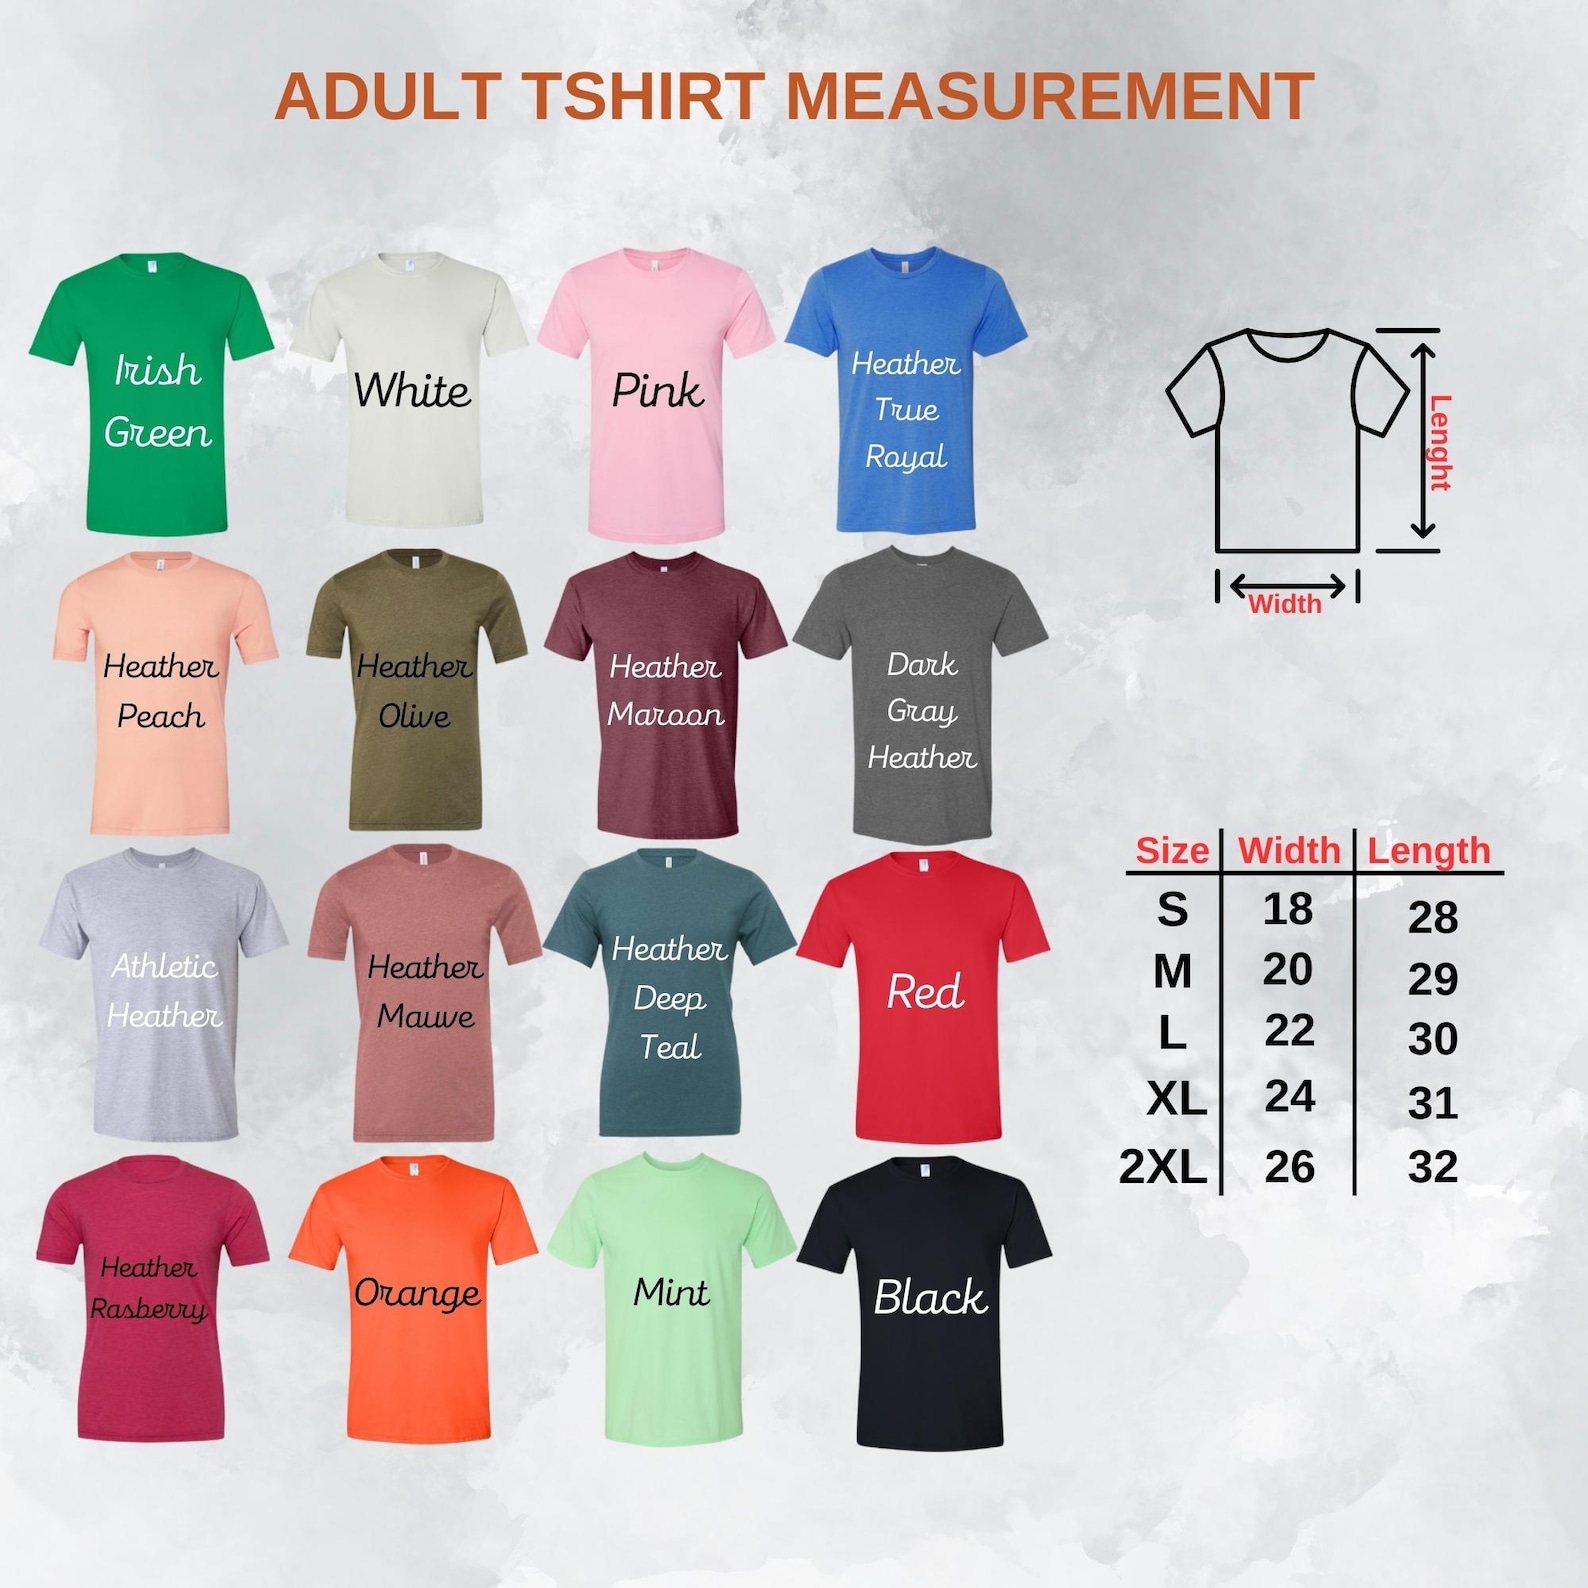 ADULT TSHIRT MEASUREMENT
Irish
Green
White
Pink
Heather
True
Royal
Heather
Peach
Heather
Olive
Heather
Maroon
Dark
Gray
Heather
Athletic
Heather
Heather
Mauve
Heather
Deep
Teal
Red
Heather
Rasberry
Orange
Mint
Black
Lenght
Width
Size Width Length
S 18 28
M 20 29
L 22 30
XL 24 31
2XL 26 32